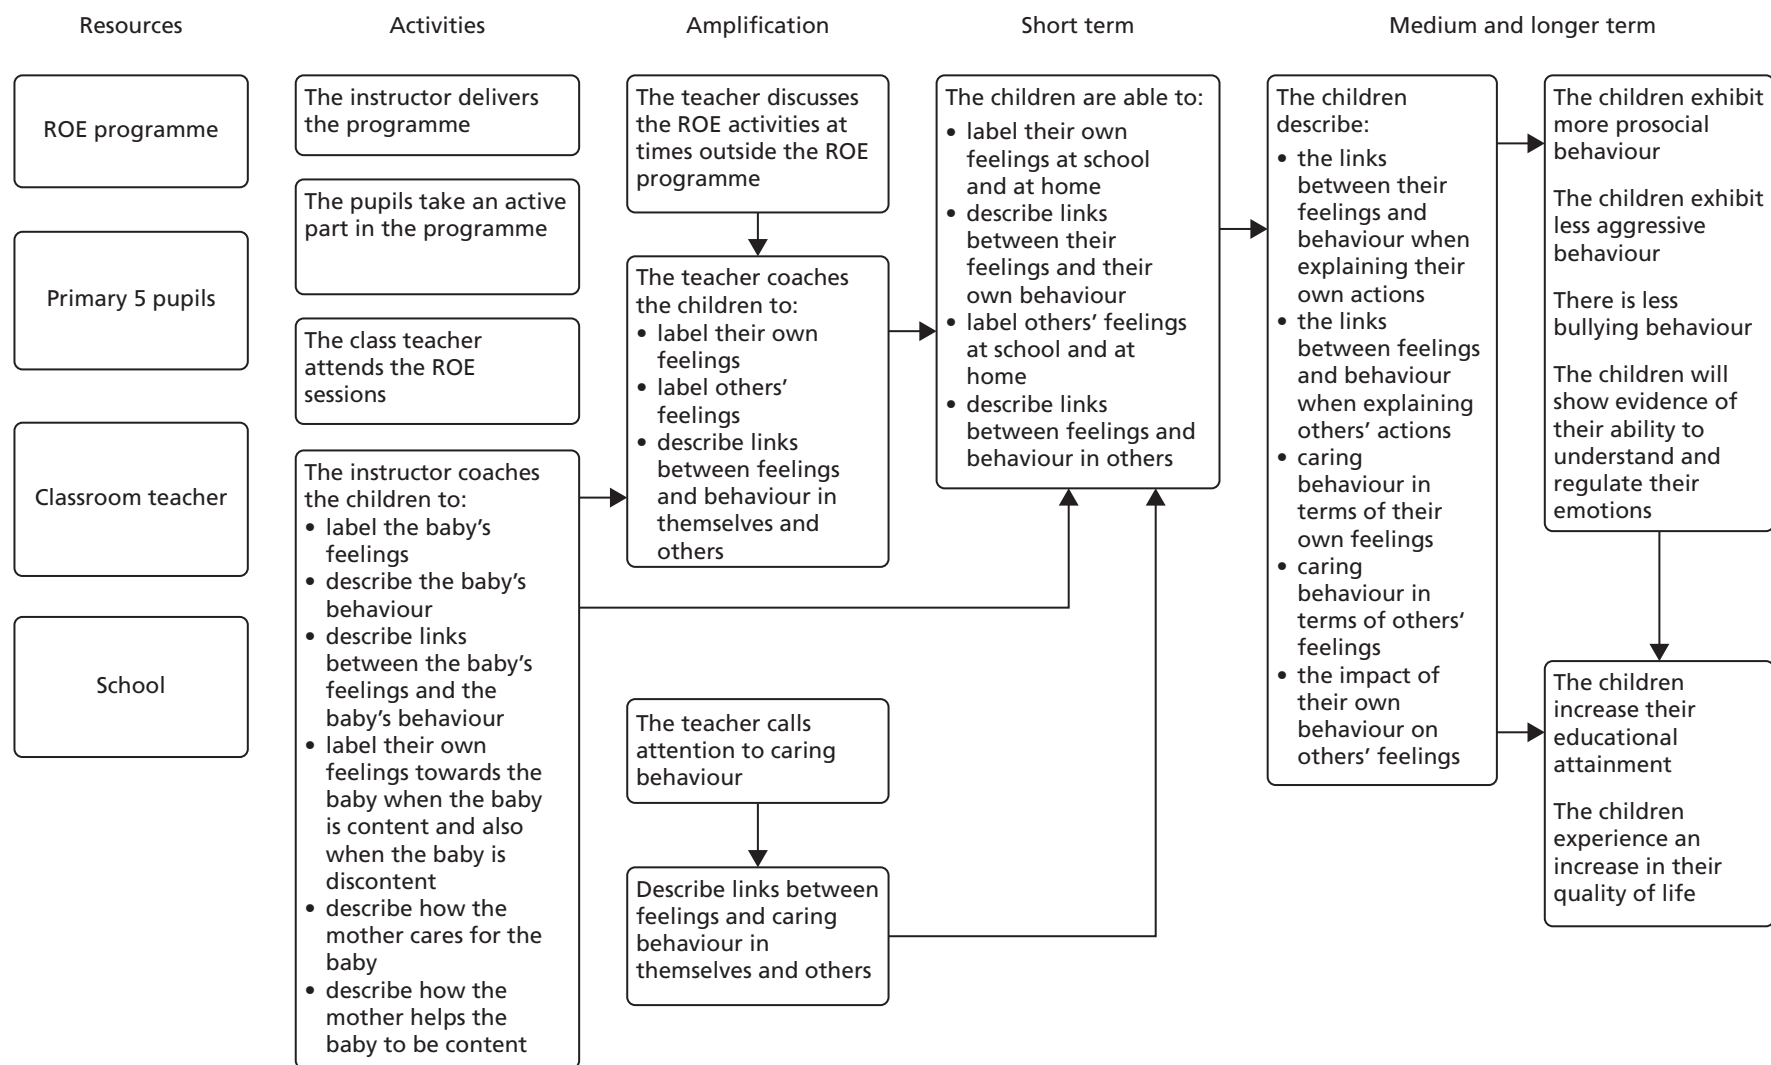 Resources
Activities
Amplification
Short term
Medium and longer term
ROE programme
Primary 5 pupils
Classroom teacher
School
The instructor delivers
the programme
The pupils take an active
part in the programme
The class teacher
attends the ROE
sessions
The instructor coaches
the children to:
• label the baby’s
feelings
• describe the baby’s
behaviour
• describe links
between the baby’s
feelings and the
baby’s behaviour
• label their own
feelings towards the
baby when the baby
is content and also
when the baby is
discontent
• describe how the
mother cares for the
baby
• describe how the
mother helps the
baby to be content
The teacher discusses
the ROE activities at
times outside the ROE
programme
The teacher coaches
the children to:
• label their own
feelings
• label others’
feelings
• describe links
between feelings
and behaviour in
themselves and
others
The teacher calls
attention to caring
behaviour
Describe links between
feelings and caring
behaviour in
themselves and others
The children are able to:
• label their own
feelings at school
and at home
• describe links
between their
feelings and their
own behaviour
• label others’ feelings
at school and at
home
• describe links
between feelings and
behaviour in others
The children
describe:
• the links
between their
feelings and
behaviour when
explaining their
own actions
• the links
between feelings
and behaviour
when explaining
others’ actions
• caring
behaviour in
terms of their
own feelings
• caring
behaviour in
terms of others‘
feelings
• the impact of
their own
behaviour on
others’ feelings
The children exhibit
more prosocial
behaviour
The children exhibit
less aggressive
behaviour
There is less
bullying behaviour
The children will
show evidence of
their ability to
understand and
regulate their
emotions
The children
increase their
educational
attainment
The children
experience an
increase in their
quality of life